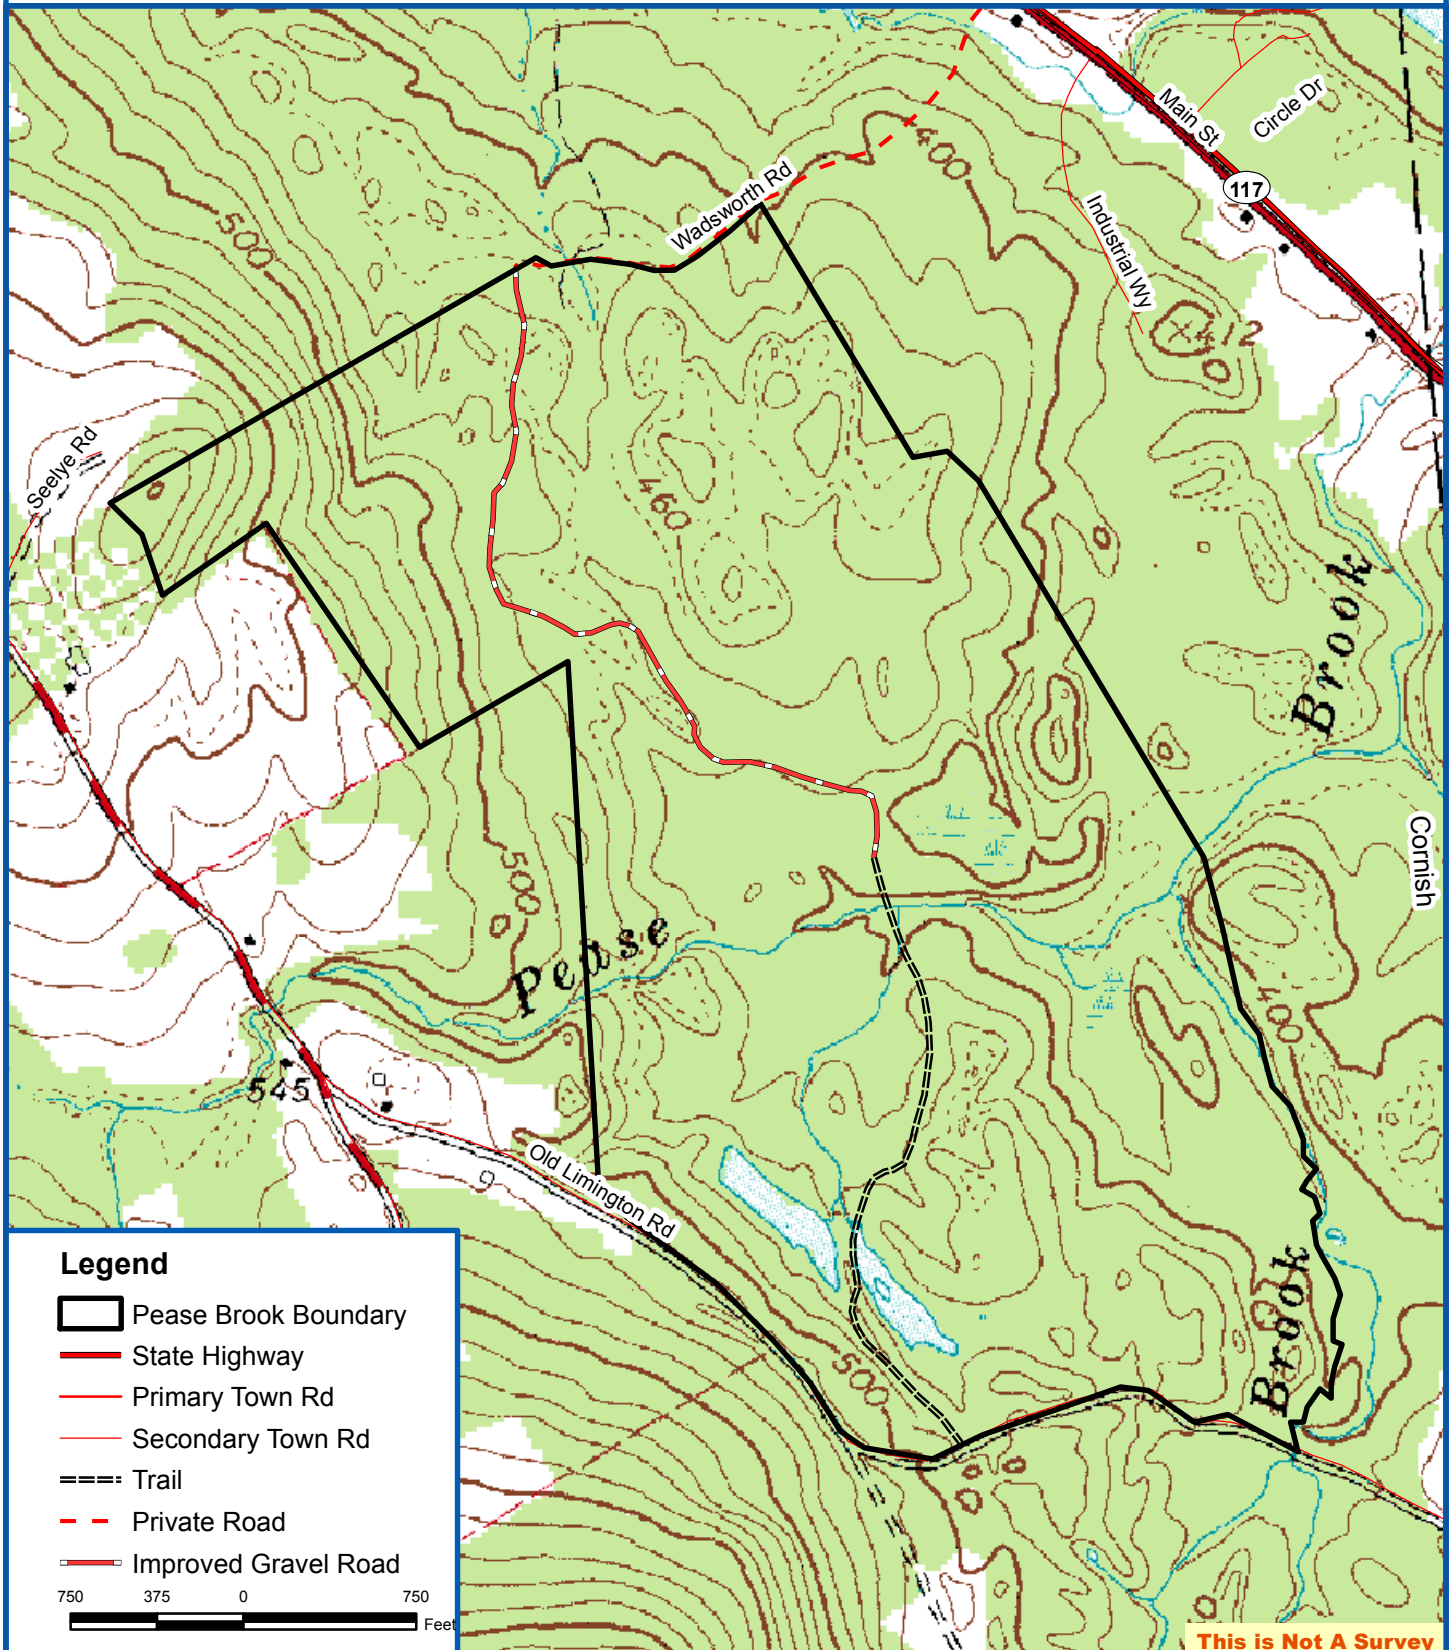 Main St
Circle Dr
117
400
Wadsworth Rd
Industrial Wy
500
X412
Seelye Rd
460
Brook
Cornish
500
Pease
400
545
Old Limington Rd
Brook
500
Legend
Pease Brook Boundary
State Highway
Primary Town Rd
Secondary Town Rd
Trail
Private Road
Improved Gravel Road
750 375 0 750
Feet
This is Not A Survey